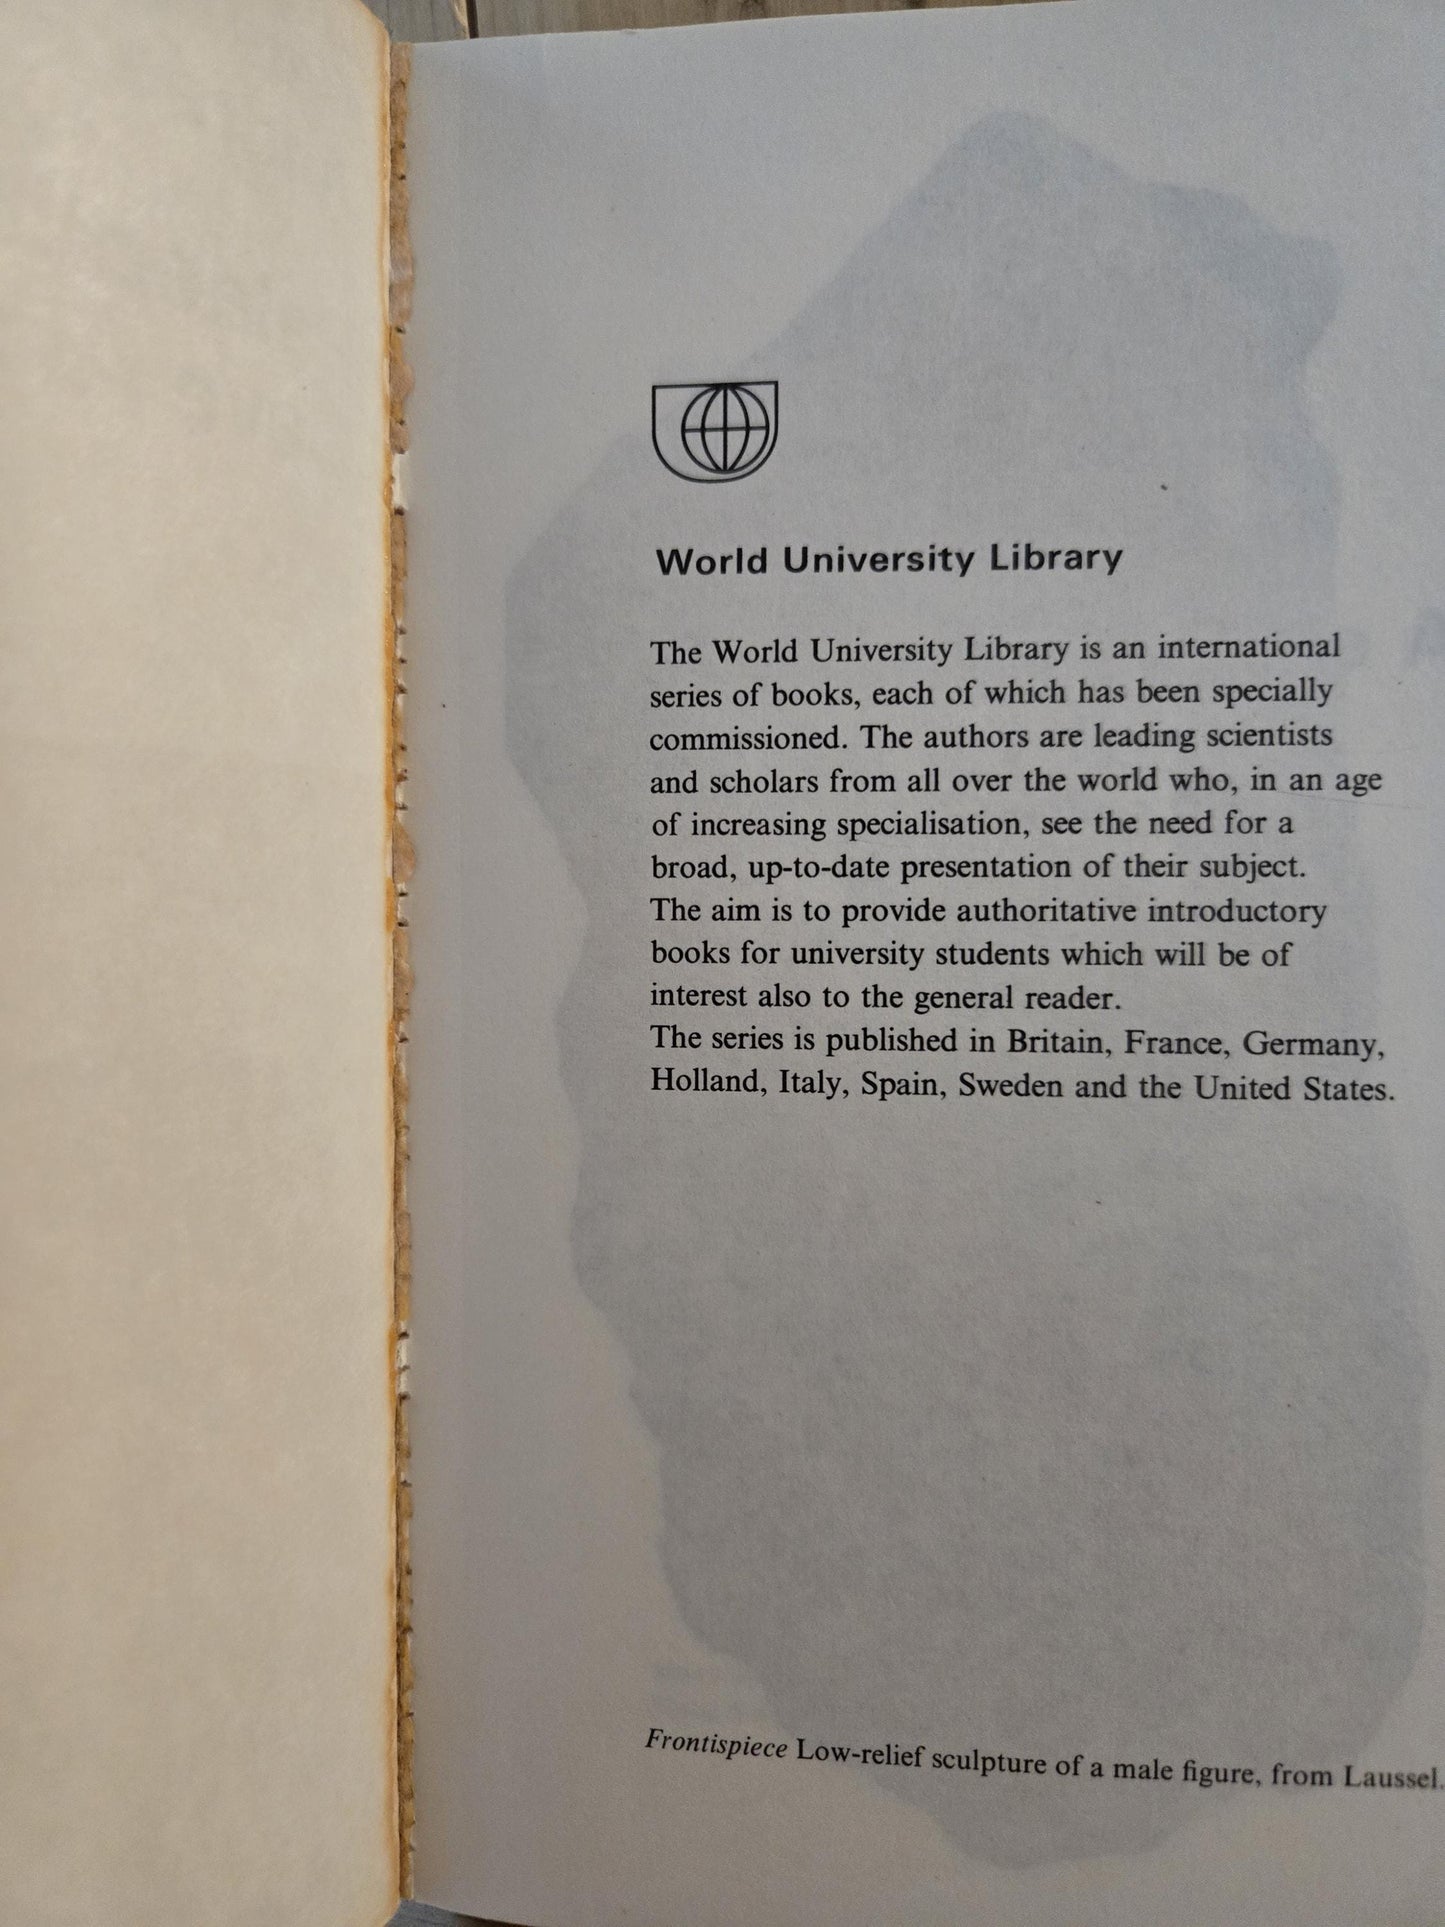 World University Library
The World University Library is an international
series of books, each of which has been specially
commissioned. The authors are leading scientists
and scholars from all over the world who, in an age
of increasing specialisation, see the need for a
broad, up-to-date presentation of their subject.
The aim is to provide authoritative introductory
books for university students which will be of
interest also to the general reader.
The series is published in Britain, France, Germany,
Holland, Italy, Spain, Sweden and the United States.
Frontispiece Low-relief sculpture of a male figure, from Laussel.